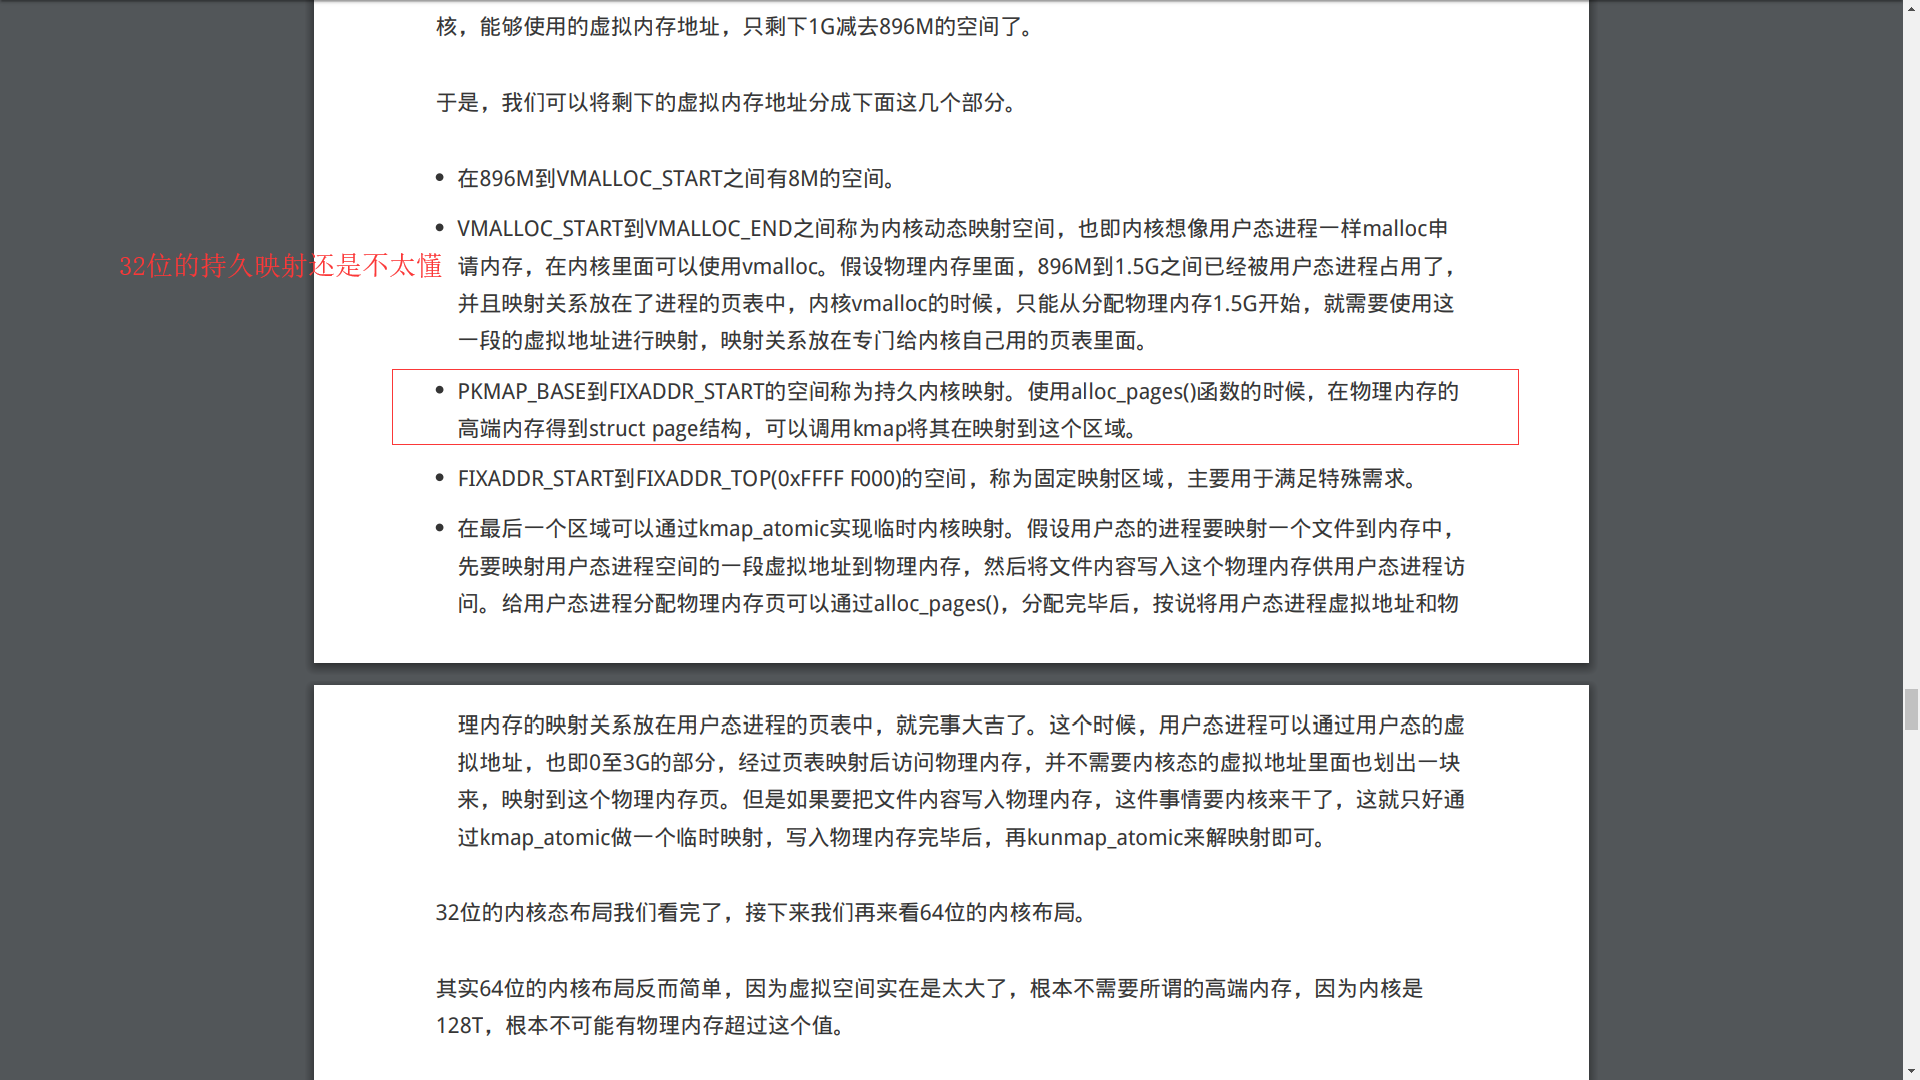 核，能够使用的虚拟内存地址，只剩下1G减去896M的空间了。
于是，我们可以将剩下的虚拟内存地址分成下面这几个部分。
在896M到VMALLOC_START之间有8M的空间。
VMALLOC_START到VMALLOC_END之间称为内核动态映射空间，也即内核想像用户态进程一样malloc申
32位的持久映射还是不太懂
请内存，在内核里面可以使用vmalloc。假设物理内存里面，896M到1.5G之间已经被用户态进程占用了，
并且映射关系放在了进程的页表中，内核vmalloc的时候，只能从分配物理内存1.5G开始，就需要使用这
一段的虚拟地址进行映射，映射关系放在专门给内核自己用的页表里面。
PKMAP_BASE到FIXADDR_START的空间称为持久内核映射。使用alloc_pages()函数的时候，在物理内存的
高端内存得到struct page结构，可以调用kmap将其在映射到这个区域。
FIXADDR_START到FIXADDR_TOP(0xFFFF F000)的空间，称为固定映射区域，主要用于满足特殊需求。
在最后一个区域可以通过kmap_atomic实现临时内核映射。假设用户态的进程要映射一个文件到内存中，
先要映射用户态进程空间的一段虚拟地址到物理内存，然后将文件内容写入这个物理内存供用户态进程访
问。给用户态进程分配物理内存页可以通过alloc_pages()，分配完毕后，按说将用户态进程虚拟地址和物
理内存的映射关系放在用户态进程的页表中，就完事大吉了。这个时候，用户态进程可以通过用户态的虚
拟地址，也即0至3G的部分，经过页表映射后访问物理内存，并不需要内核态的虚拟地址里面也划出一块
来，映射到这个物理内存页。但是如果要把文件内容写入物理内存，这件事情要内核来干了，这就只好通
过kmap_atomic做一个临时映射，写入物理内存完毕后，再kunmap_atomic来解映射即可。
32位的内核态布局我们看完了，接下来我们再来看64位的内核布局。
其实64位的内核布局反而简单，因为虚拟空间实在是太大了，根本不需要所谓的高端内存，因为内核是
128T，根本不可能有物理内存超过这个值。